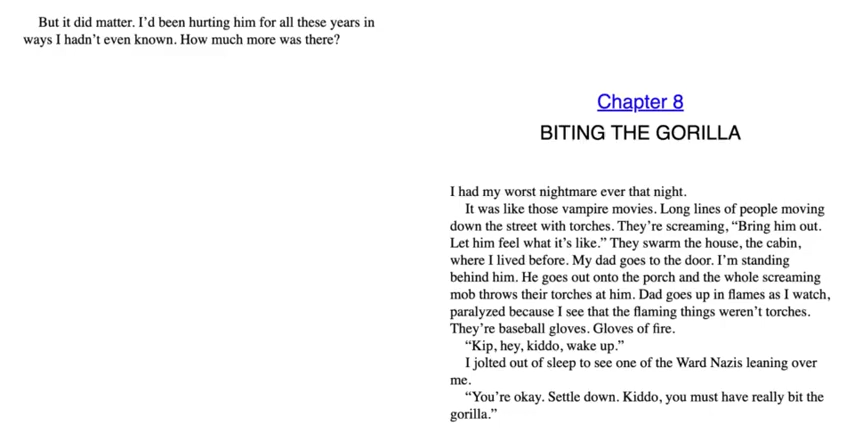 But it did matter. I’d been hurting him for all these years in
ways I hadn’t even known. How much more was there?
Chapter 8
BITING THE GORILLA
I had my worst nightmare ever that night.
It was like those vampire movies. Long lines of people moving
down the street with torches. They’re screaming, “Bring him out.
Let him feel what it’s like.” They swarm the house, the cabin,
where I lived before. My dad goes to the door. I’m standing
behind him. He goes out onto the porch and the whole screaming
mob throws their torches at him. Dad goes up in flames as I watch,
paralyzed because I see that the flaming things weren’t torches.
They’re baseball gloves. Gloves of fire.
“Kip, hey, kiddo, wake up.”
I jolted out of sleep to see one of the Ward Nazis leaning over
me.
“You’re okay. Settle down. Kiddo, you must have really bit the
gorilla.”